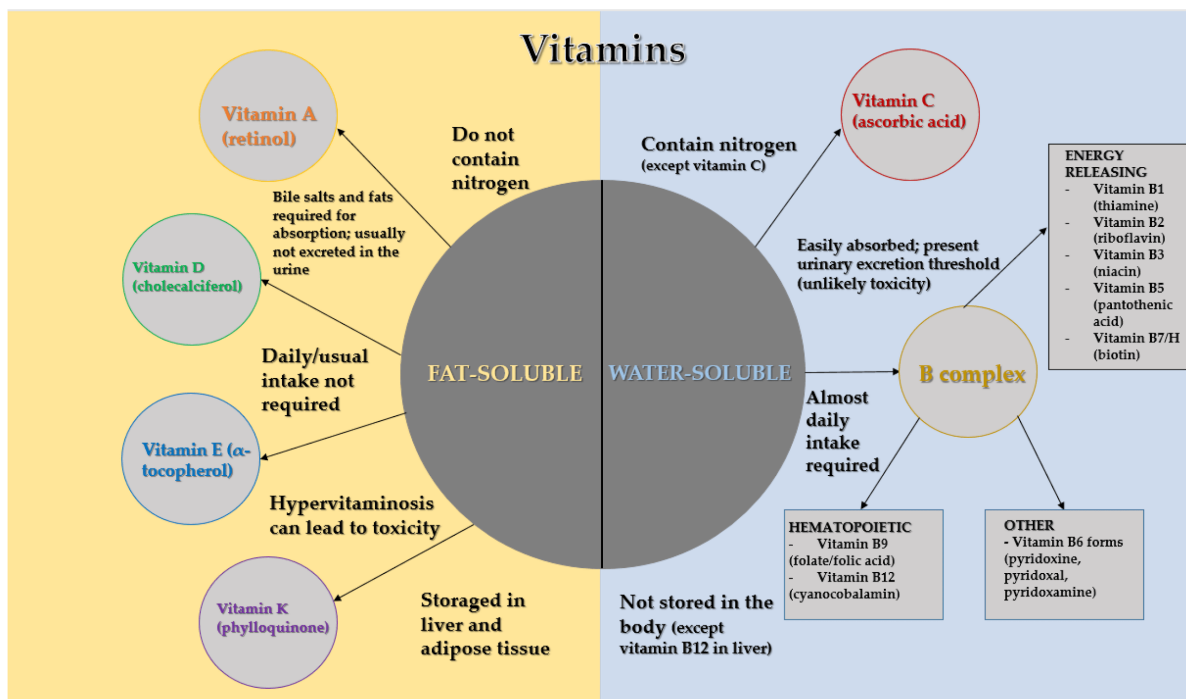 Vitamins
Vitamin A
(retinol)
Do not
contain
nitrogen
Bile salts and fats
required for
absorption; usually
not excreted in the
urine
Vitamin D
(cholecalciferol)
Daily/usual
intake not
required
FAT-SOLUBLE
Vitamin E (α-
tocopherol)
Hypervitaminosis
can lead to toxicity
Vitamin K
(phylloquinone)
Storaged in
liver and
adipose tissue
Vitamin C
(ascorbic acid)
Contain nitrogen
(except vitamin C)
Easily absorbed; present
urinary excretion threshold
(unlikely toxicity)
WATER-SOLUBLE
B complex
Almost
daily
intake
required
ENERGY
RELEASING
- Vitamin B1
(thiamine)
- Vitamin B2
(riboflavin)
- Vitamin B3
(niacin)
- Vitamin B5
(pantothenic
acid)
- Vitamin B7/H
(biotin)
HEMATOPOIETIC
- Vitamin B9
(folate/folic acid)
- Vitamin B12
(cyanocobalamin)
OTHER
- Vitamin B6 forms
(pyridoxine,
pyridoxal,
pyridoxamine)
Not stored in the
body (except
vitamin B12 in liver)